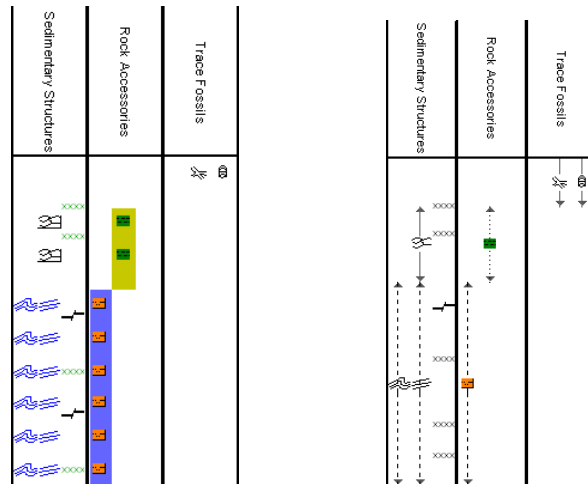 Sedimentary Structures
Rock Accessories
Trace Fossils
Sedimentary Structures
Rock Accessories
Trace Fossils